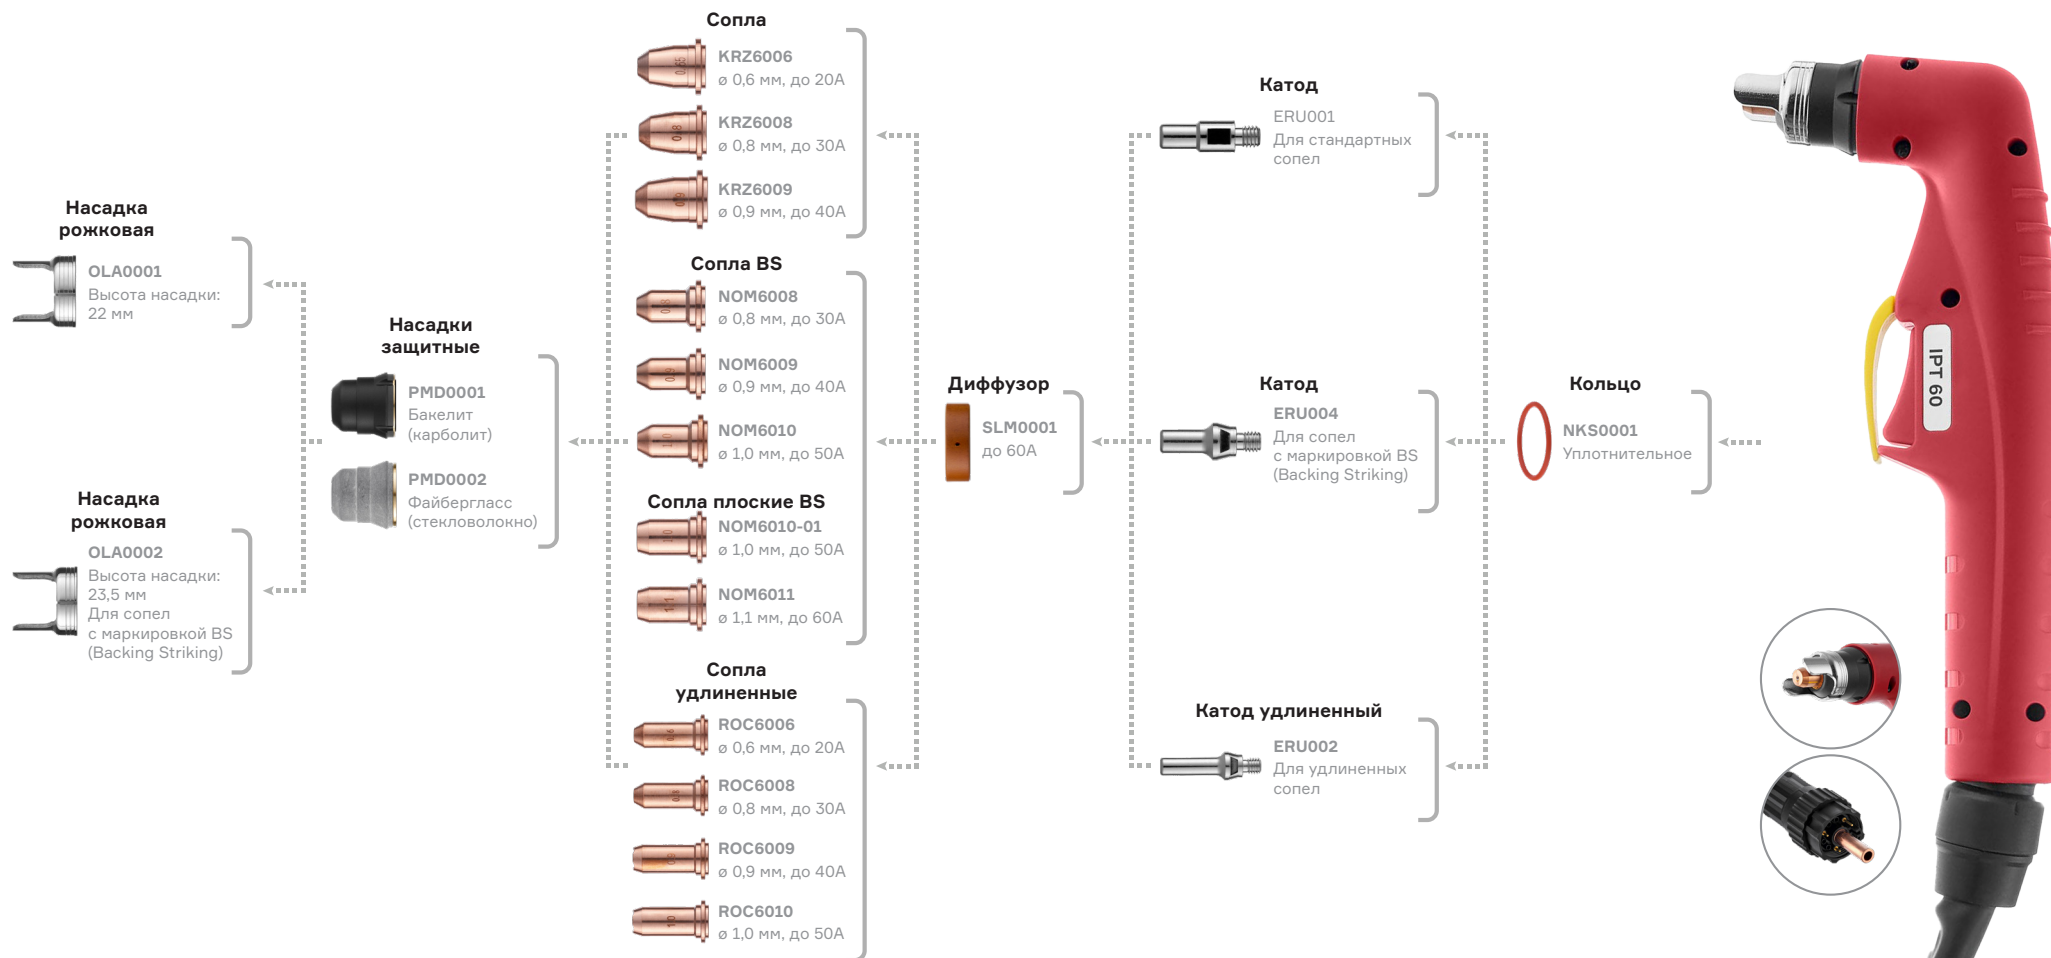 Насадка
рожковая
OLA0001
Высота насадки:
22 мм
Насадка
рожковая
OLA0002
Высота насадки:
23,5 мм
Для сопел
с маркировкой BS
(Backing Striking)
Насадки
защитные
PMD0001
Бакелит
(карболит)
PMD0002
Файбергласс
(стекловолокно)
Сопла
KRZ6006
ø 0,6 мм, до 20А
KRZ6008
ø 0,8 мм, до 30А
KRZ6009
ø 0,9 мм, до 40А
Сопла BS
NOM6008
ø 0,8 мм, до 30А
NOM6009
ø 0,9 мм, до 40А
NOM6010
ø 1,0 мм, до 50А
Сопла плоские BS
NOM6010-01
ø 1,0 мм, до 50А
NOM6011
ø 1,1 мм, до 60А
Сопла
удлиненные
ROC6006
ø 0,6 мм, до 20А
ROC6008
ø 0,8 мм, до 30А
ROC6009
ø 0,9 мм, до 40А
ROC6010
ø 1,0 мм, до 50А
Диффузор
SLM0001
до 60А
Катод
ERU001
Для стандартных
сопел
Катод
ERU004
Для сопел
с маркировкой BS
(Backing Striking)
Катод удлиненный
ERU002
Для удлиненных
сопел
Кольцо
NKS0001
Уплотнительное
IPT 60